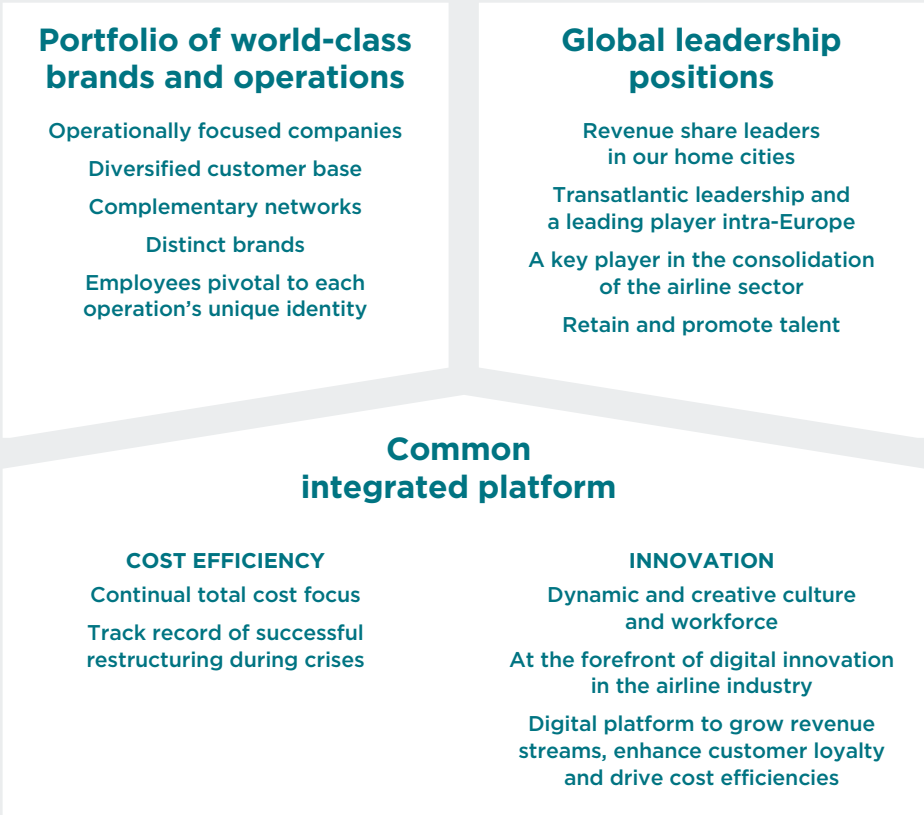 Portfolio of world-class
brands and operations
Operationally focused companies
Diversified customer base
Complementary networks
Distinct brands
Employees pivotal to each
operation’s unique identity
Global leadership
positions
Revenue share leaders
in our home cities
Transatlantic leadership and
a leading player intra-Europe
A key player in the consolidation
of the airline sector
Retain and promote talent
Common
integrated platform
COST EFFICIENCY
Continual total cost focus
Track record of successful
restructuring during crises
INNOVATION
Dynamic and creative culture
and workforce
At the forefront of digital innovation
in the airline industry
Digital platform to grow revenue
streams, enhance customer loyalty
and drive cost efficiencies